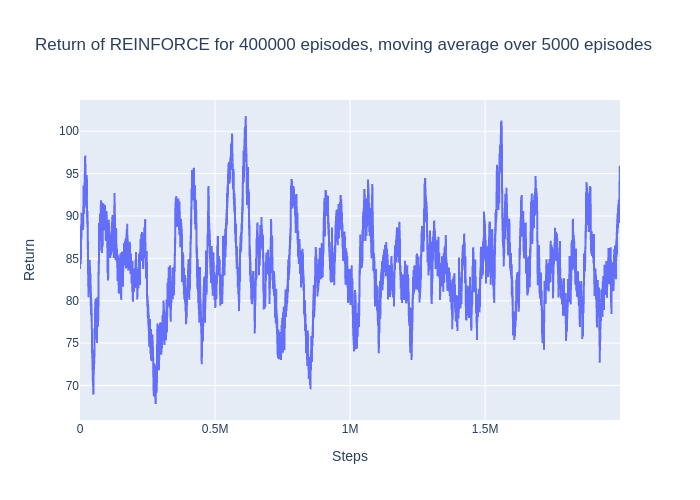 Return of REINFORCE for 400000 episodes, moving average over 5000 episodes
100
95
90
85
80
75
70
Return
0
0.5M
1M
1.5M
Steps